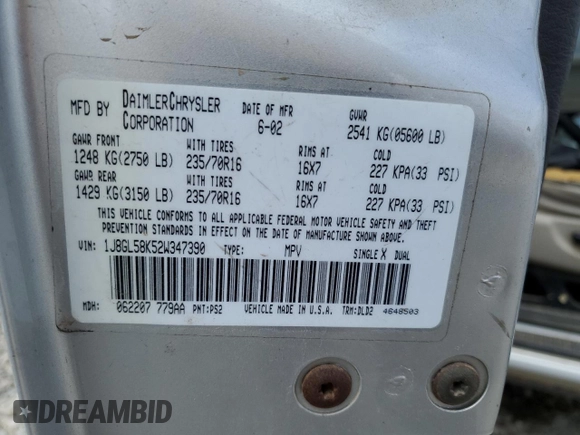 MFD BY DAIMLERCHRYSLER CORPORATION DATE OF MFR 6-02 GVWR 2541 KG(05600 LB)
GAWR FRONT WITH TIRES RIMS AT COLD
1248 KG(2750 LB) 235/70R16 16X7 227 KPA(33 PSI)
GAWR REAR WITH TIRES RIMS AT COLD
1429 KG(3150 LB) 235/70R16 16X7 227 KPA(33 PSI)
THIS VEHICLE CONFORMS TO ALL APPLICABLE FEDERAL MOTOR VEHICLE SAFETY AND THEFT
PREVENTION STANDARDS IN EFFECT ON THE DATE OF MANUFACTURE SHOWN ABOVE.
VIN: 1J8GL58K52W347390 TYPE: MPV SINGLE X DUAL
MDH: 062207 779AA PNT:PS2 VEHICLE MADE IN U.S.A. TRM:DLD2 4648503
DREAMBID